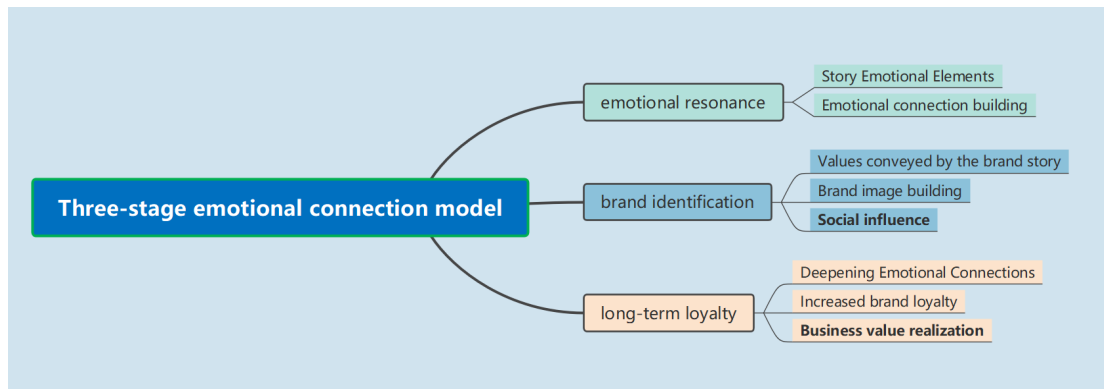 Three-stage emotional connection model
emotional resonance
Story Emotional Elements
Emotional connection building
brand identification
Values conveyed by the brand story
Brand image building
Social influence
long-term loyalty
Deepening Emotional Connections
Increased brand loyalty
Business value realization